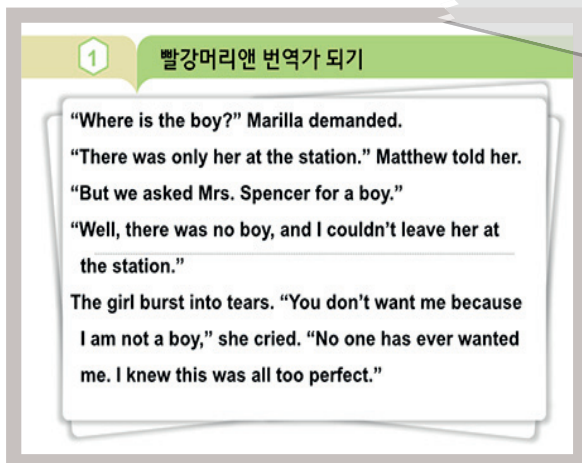 1
빨강머리앤 번역가 되기
“Where is the boy?” Marilla demanded.
“There was only her at the station.” Matthew told her.
“But we asked Mrs. Spencer for a boy.”
“Well, there was no boy, and I couldn’t leave her at
the station.”
The girl burst into tears. “You don’t want me because
I am not a boy,” she cried. “No one has ever wanted
me. I knew this was all too perfect.”